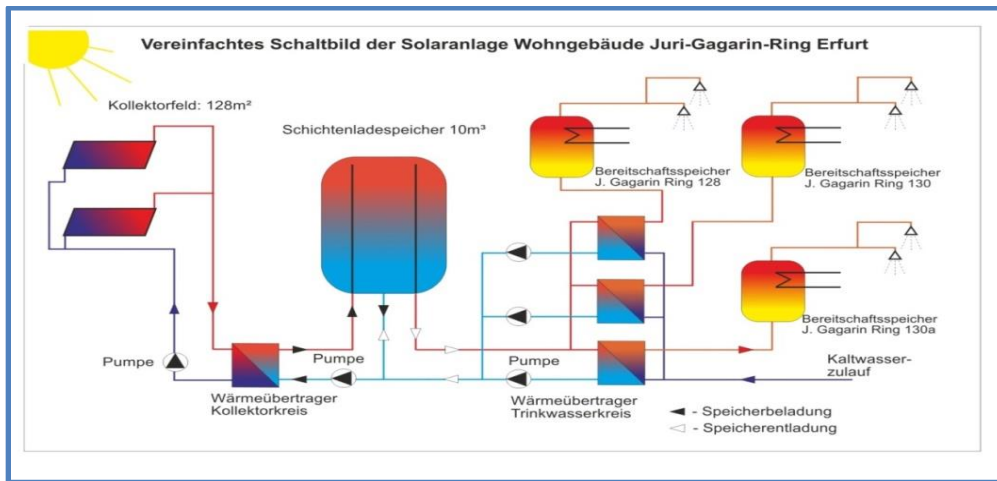 Vereinfachtes Schaltbild der Solaranlage Wohngebäude Juri-Gagarin-Ring Erfurt
Kollektorfeld: 128m²
Schichtenladespeicher 10m³
Bereitschaftsspeicher
J. Gagarin Ring 128
Bereitschaftsspeicher
J. Gagarin Ring 130
Bereitschaftsspeicher
J. Gagarin Ring 130a
Pumpe
Pumpe
Pumpe
Kaltwasser-
zulauf
Wärmeübertrager
Kollektorkreis
Wärmeübertrager
Trinkwasserkreis
- Speicherbeladung
- Speicherentladung